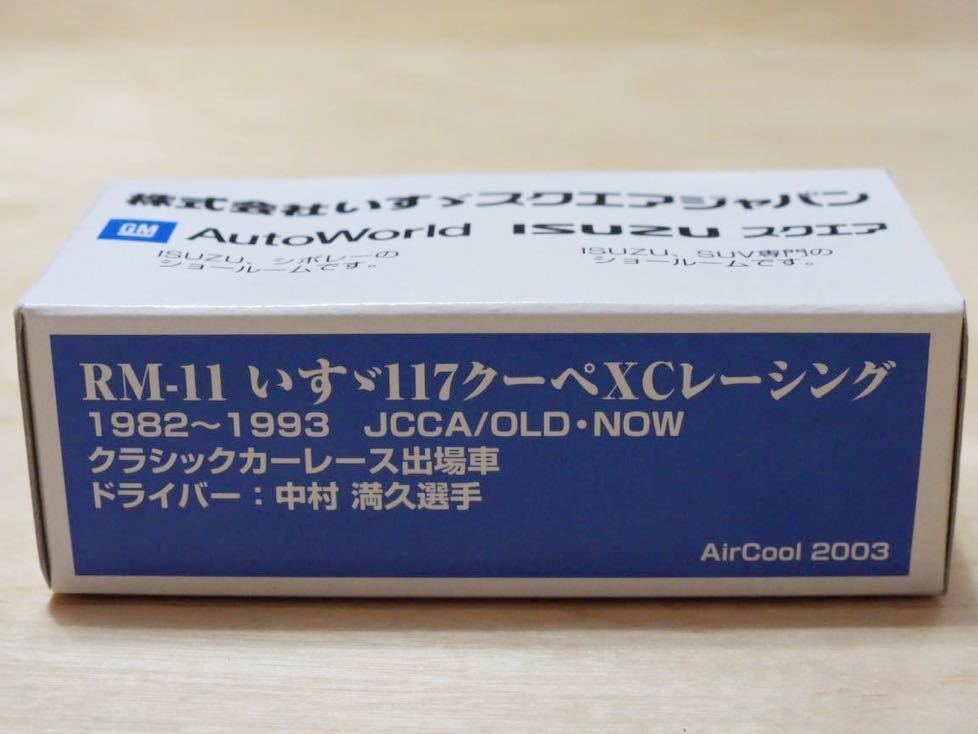 株式会社いすゞスクエアジャパン
GM AutoWorld ISUZU スクエア
ISUZU、シボレーの
ショールームです。
ISUZU、SUV専門の
ショールームです。
RM-11 いすゞ117クーペXCレーシング
1982～1993 JCCA/OLD・NOW
クラシックカーレース出場車
ドライバー：中村 満久選手
AirCool 2003